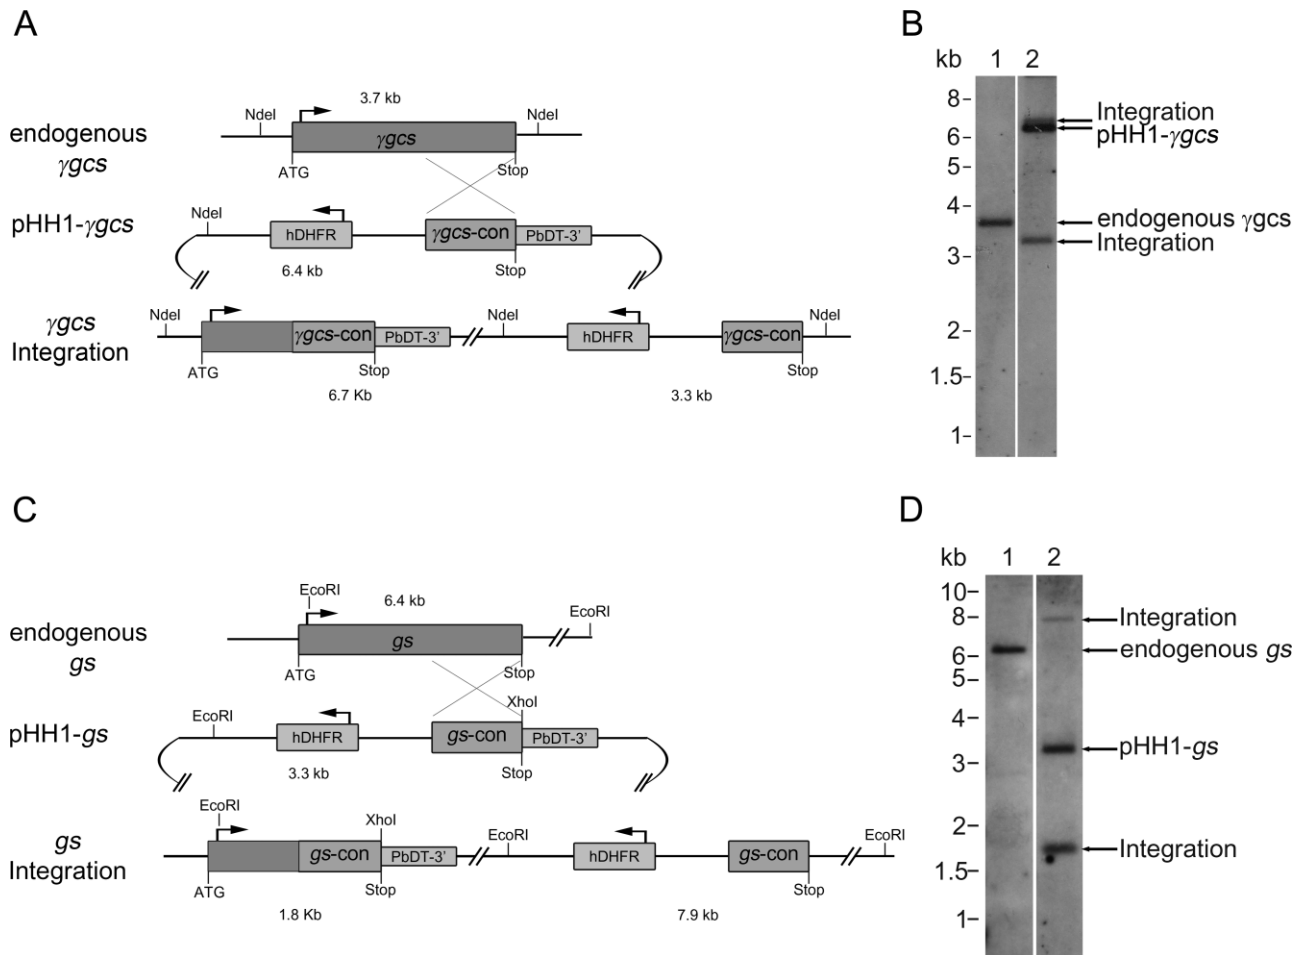 A
endogenous
γgcs
NdeI
3.7 kb
NdeI
γgcs
ATG
Stop
pHH1-γgcs
NdeI
hDHFR
γgcs-con
PbDT-3'
6.4 kb
Stop
γgcs
Integration
NdeI
NdeI
NdeI
γgcs-con
PbDT-3'
hDHFR
γgcs-con
ATG
Stop
Stop
6.7 Kb
3.3 kb
B
kb
1
2
8
6
5
4
3
2
1.5
1
Integration
pHH1-γgcs
endogenous γgcs
Integration
C
endogenous
gs
EcoRI
6.4 kb
EcoRI
gs
ATG
Stop
pHH1-gs
EcoRI
XhoI
hDHFR
gs-con
PbDT-3'
3.3 kb
Stop
gs
Integration
EcoRI
XhoI
EcoRI
EcoRI
gs-con
PbDT-3'
hDHFR
gs-con
ATG
Stop
Stop
1.8 Kb
7.9 kb
D
kb
1
2
10
8
6
5
4
3
2
1.5
1
Integration
endogenous gs
pHH1-gs
Integration